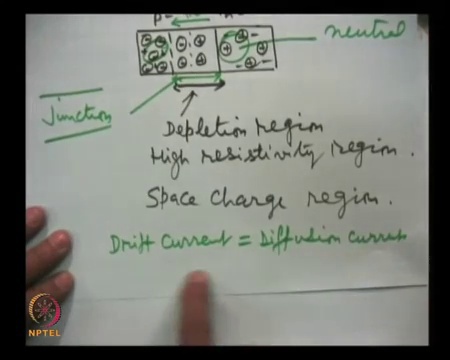 p-
neutral
junction
Depletion region
High resistivity region.
Space charge region.
Drift current = Diffusion current
NPTEL